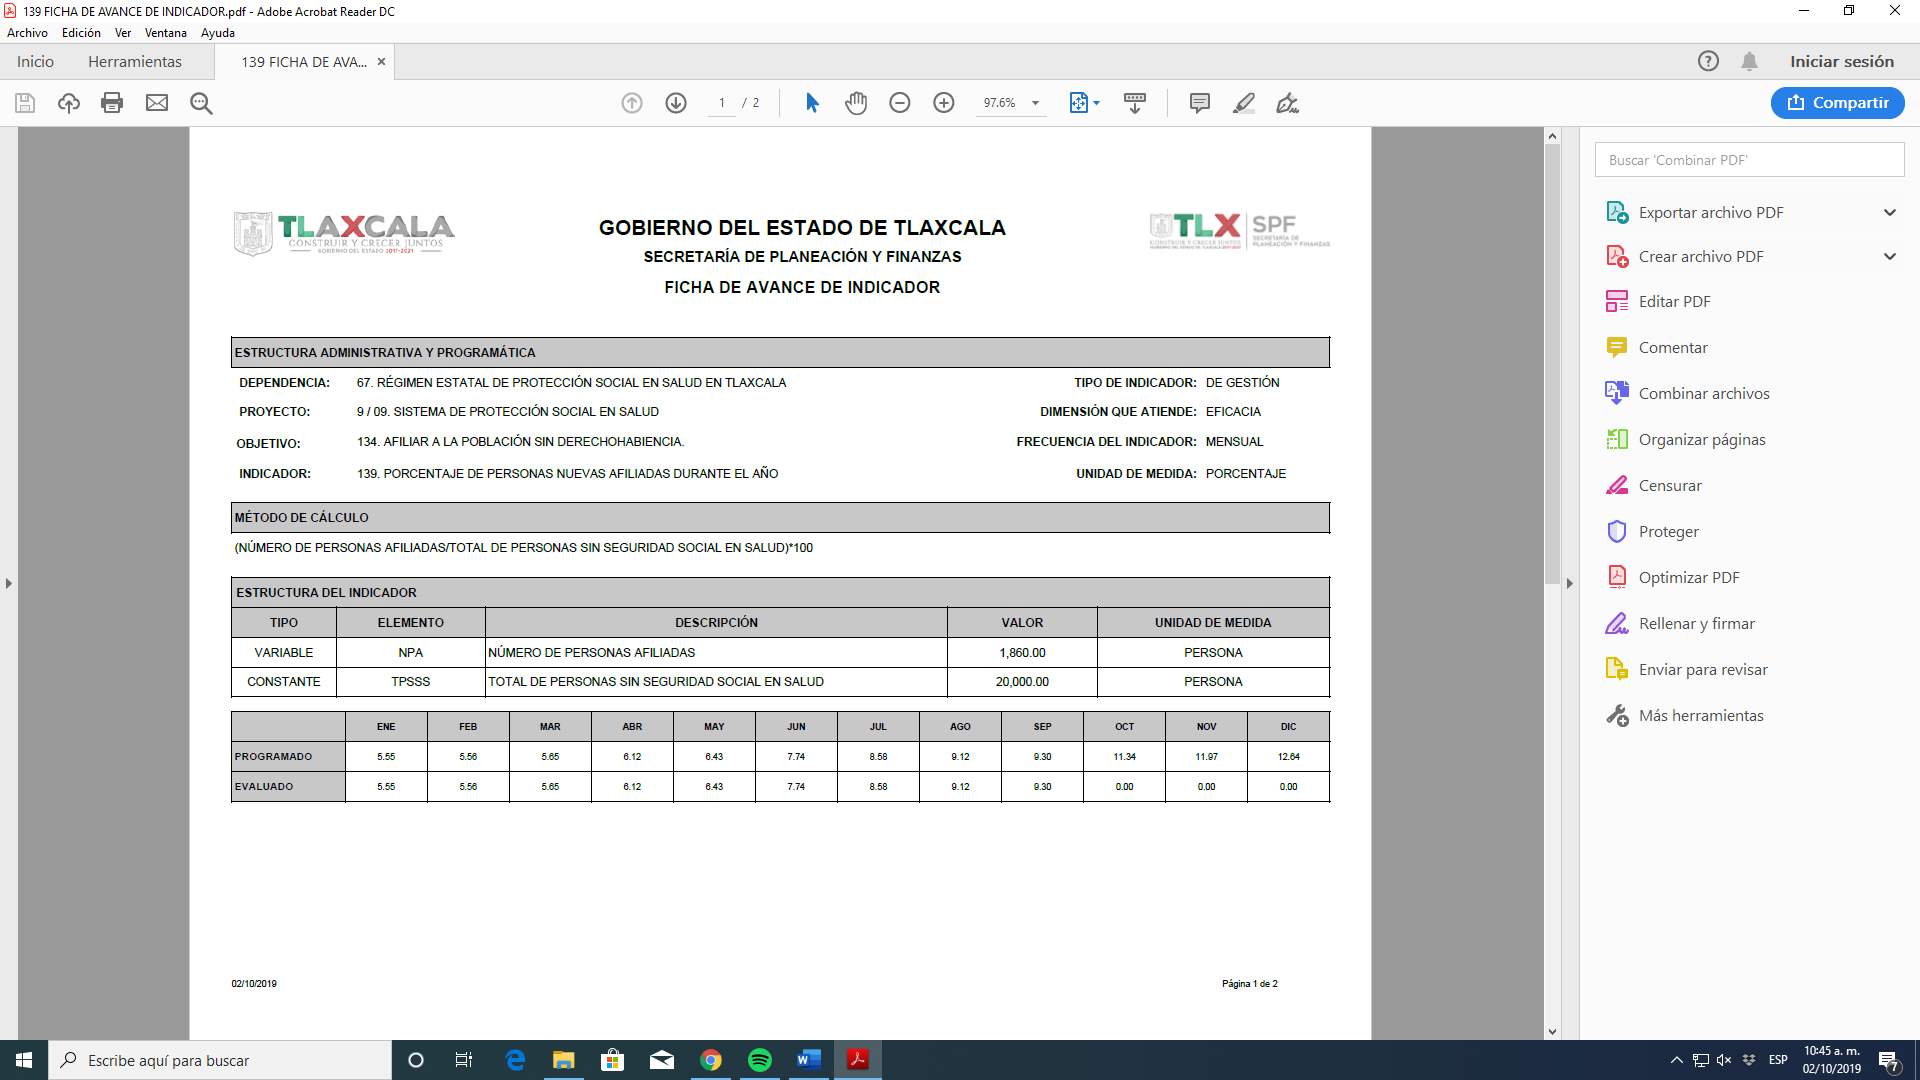 139 FICHA DE AVANCE DE INDICADOR.pdf - Adobe Acrobat Reader DC
Archivo Edición Ver Ventana Ayuda
Inicio Herramientas 139 FICHA DE AVA... × Iniciar sesión
1 / 2 97.6% Compartir
Buscar 'Combinar PDF'
Exportar archivo PDF
Crear archivo PDF
Editar PDF
Comentar
Combinar archivos
Organizar páginas
Censurar
Proteger
Optimizar PDF
Rellenar y firmar
Enviar para revisar
Más herramientas
TLAXCALA
CONSTRUIR Y CRECER JUNTOS
GOBIERNO DEL ESTADO 2017-2021
GOBIERNO DEL ESTADO DE TLAXCALA
SECRETARÍA DE PLANEACIÓN Y FINANZAS
FICHA DE AVANCE DE INDICADOR
TLX SPF
CONSTRUIR Y CRECER JUNTOS
SECRETARÍA DE
PLANEACIÓN Y FINANZAS
ESTRUCTURA ADMINISTRATIVA Y PROGRAMÁTICA
DEPENDENCIA: 67. RÉGIMEN ESTATAL DE PROTECCIÓN SOCIAL EN SALUD EN TLAXCALA TIPO DE INDICADOR: DE GESTIÓN
PROYECTO: 9 / 09. SISTEMA DE PROTECCIÓN SOCIAL EN SALUD DIMENSIÓN QUE ATIENDE: EFICACIA
OBJETIVO: 134. AFILIAR A LA POBLACIÓN SIN DERECHOHABIENCIA. FRECUENCIA DEL INDICADOR: MENSUAL
INDICADOR: 139. PORCENTAJE DE PERSONAS NUEVAS AFILIADAS DURANTE EL AÑO UNIDAD DE MEDIDA: PORCENTAJE
MÉTODO DE CÁLCULO
(NÚMERO DE PERSONAS AFILIADAS/TOTAL DE PERSONAS SIN SEGURIDAD SOCIAL EN SALUD)*100
ESTRUCTURA DEL INDICADOR
TIPO ELEMENTO DESCRIPCIÓN VALOR UNIDAD DE MEDIDA
VARIABLE NPA NÚMERO DE PERSONAS AFILIADAS 1,860.00 PERSONA
CONSTANTE TPSSS TOTAL DE PERSONAS SIN SEGURIDAD SOCIAL EN SALUD 20,000.00 PERSONA
ENE FEB MAR ABR MAY JUN JUL AGO SEP OCT NOV DIC
PROGRAMADO 5.55 5.56 5.65 6.12 6.43 7.74 8.58 9.12 9.30 11.34 11.97 12.64
EVALUADO 5.55 5.56 5.65 6.12 6.43 7.74 8.58 9.12 9.30 0.00 0.00 0.00
02/10/2019 Página 1 de 2
Escribe aquí para buscar
ESP
10:45 a. m.
02/10/2019
7